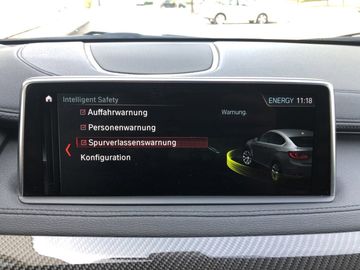 Intelligent Safety
ENERGY 11:18
Auffahrwarnung
Warnung.
Personenwarnung
Spurverlassenswarnung
Konfiguration